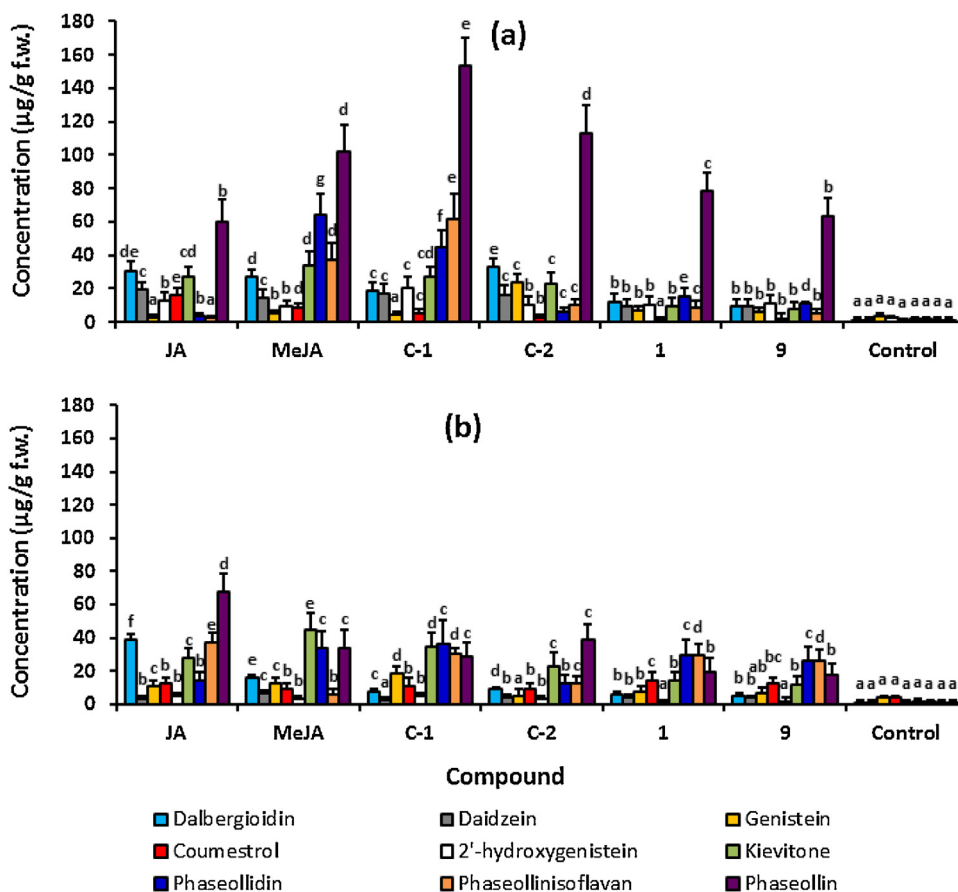 (a)
Concentration (µg/g f.w.)
180
160
140
120
100
80
60
40
20
0
de c a b e cd b a b
d c b b d d g d d
c c a c c cd f e e
e c c b b c c c d
b b b b a b e b c
b b b b b b d b b
a a a a a a a a a
JA MeJA C-1 C-2 1 9 Control
(b)
Concentration (µg/g f.w.)
180
160
140
120
100
80
60
40
20
0
f b c c b c b e d
e c c b b e c b c
c a d c b c c d c
d b a b b c b c c
b b b c a b c d b
b b ab bc a b c d b
a a a a a a a a a
JA MeJA C-1 C-2 1 9 Control
Compound
Dalbergioidin Daidzein Genistein
Coumestrol 2'-hydroxygenistein Kievitone
Phaseollidin Phaseollinisoflavan Phaseollin